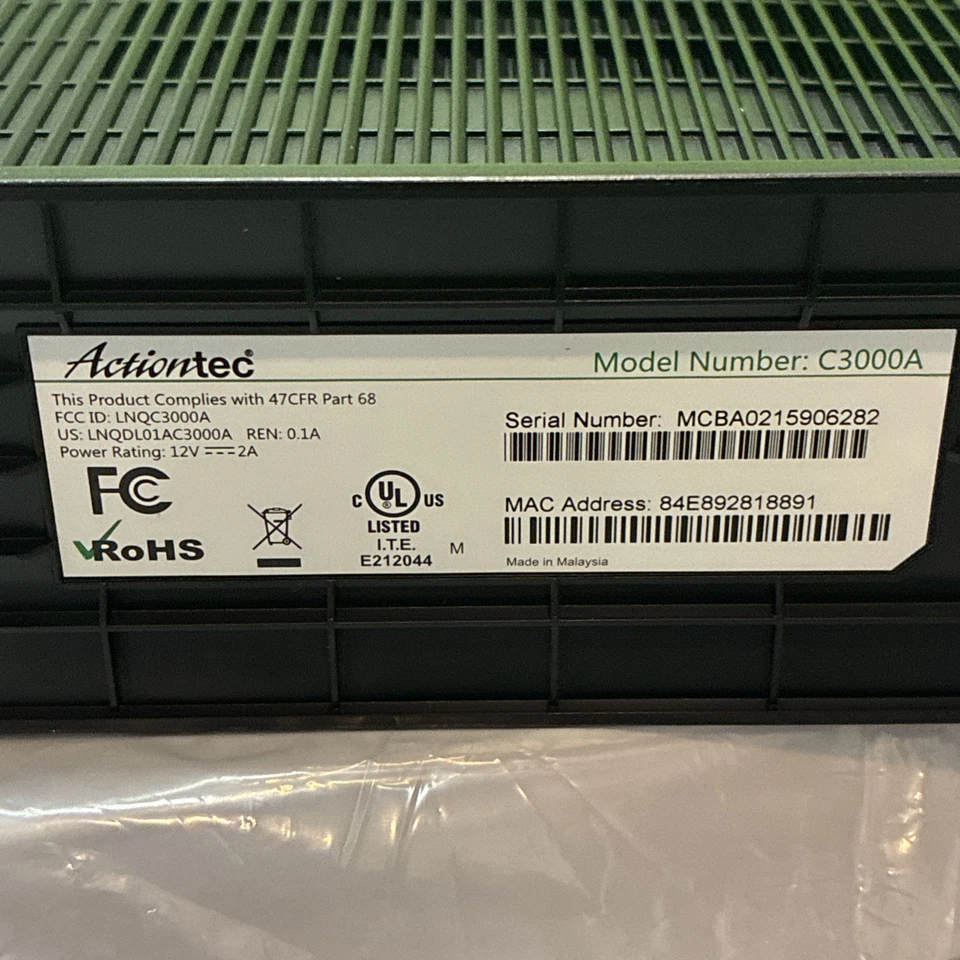 Actiontec®
Model Number: C3000A
This Product Complies with 47CFR Part 68
FCC ID: LNQC3000A
US: LNQDL01AC3000A REN: 0.1A
Power Rating: 12V ⎓ 2A
FC
RoHS
C UL ® US
LISTED
I.T.E.
E212044
M
Serial Number: MCBA0215906282
MAC Address: 84E892818891
Made in Malaysia